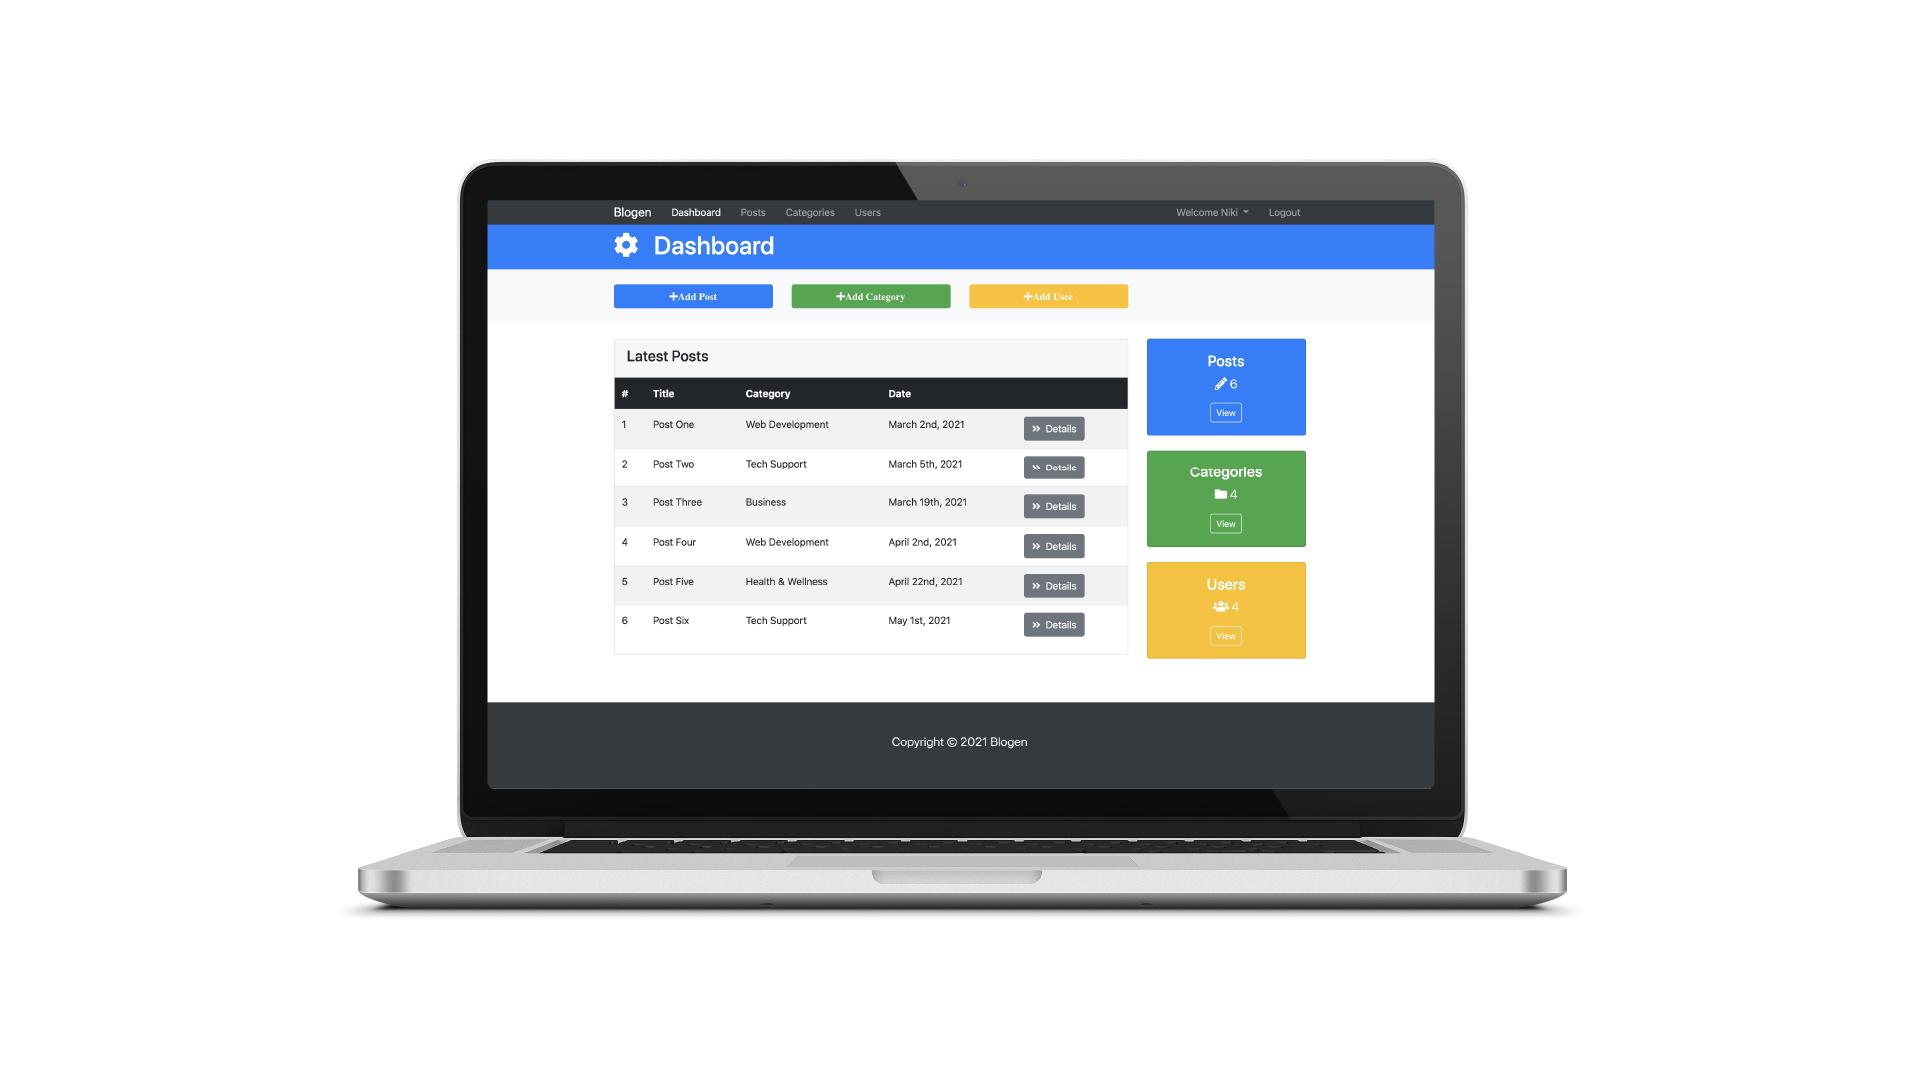 Blogen Dashboard Posts Categories Users Welcome Niki Logout
Dashboard
+Add Post +Add Category +Add User
Latest Posts
# Title Category Date
1 Post One Web Development March 2nd, 2021 » Details
2 Post Two Tech Support March 5th, 2021 » Details
3 Post Three Business March 19th, 2021 » Details
4 Post Four Web Development April 2nd, 2021 » Details
5 Post Five Health & Wellness April 22nd, 2021 » Details
6 Post Six Tech Support May 1st, 2021 » Details
Posts
6
View
Categories
4
View
Users
4
View
Copyright © 2021 Blogen